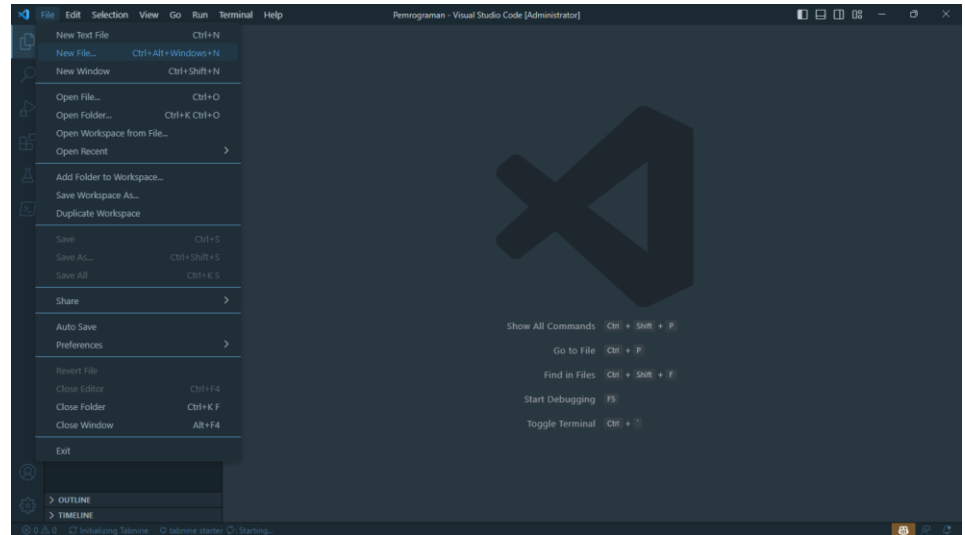 File Edit Selection View Go Run Terminal Help Pemrograman - Visual Studio Code [Administrator]
New Text File Ctrl+N
New File... Ctrl+Alt+Windows+N
New Window Ctrl+Shift+N
Open File... Ctrl+O
Open Folder... Ctrl+K Ctrl+O
Open Workspace from File...
Open Recent
Add Folder to Workspace...
Save Workspace As...
Duplicate Workspace
Save Ctrl+S
Save As... Ctrl+Shift+S
Save All Ctrl+K S
Share
Auto Save
Preferences
Revert File
Close Editor Ctrl+F4
Close Folder Ctrl+K F
Close Window Alt+F4
Exit
Show All Commands Ctrl + Shift + P
Go to File Ctrl + P
Find in Files Ctrl + Shift + F
Start Debugging F5
Toggle Terminal Ctrl + `
OUTLINE
TIMELINE
0 0 Initializing Tabnine tabnine starter Starting...